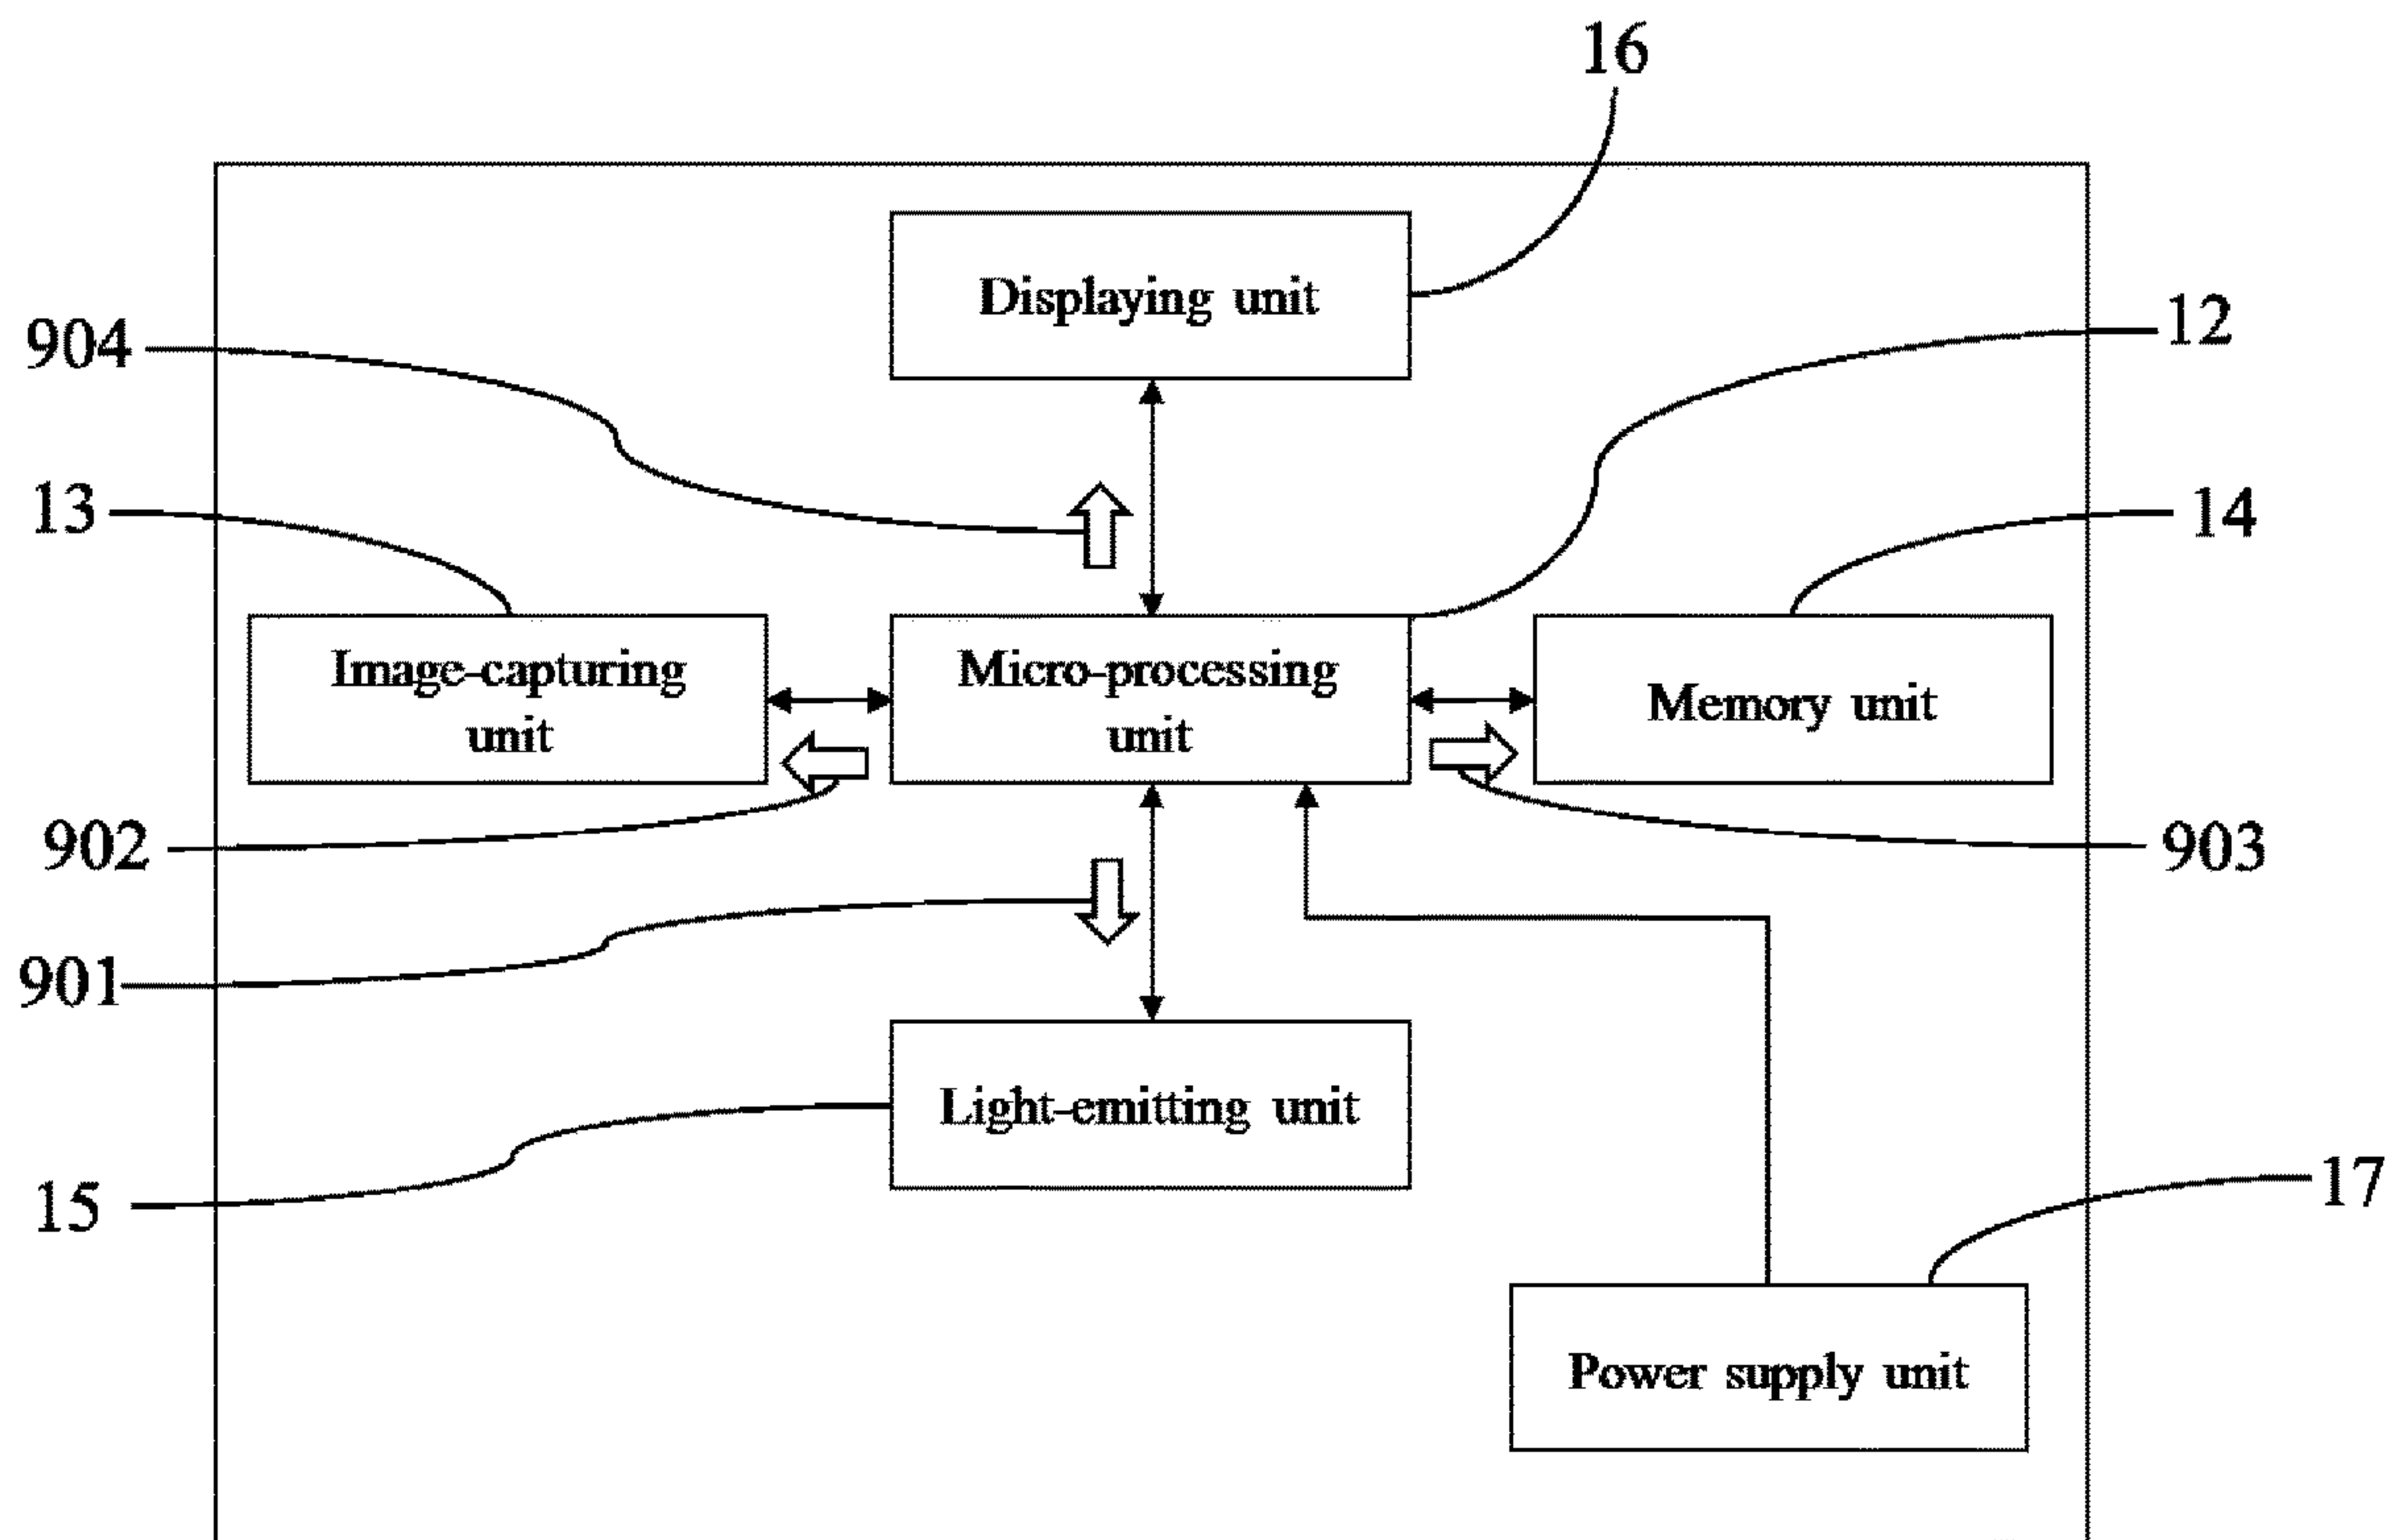 16
Displaying unit
12
904
13
14
Image-capturing
unit
Micro-processing
unit
Memory unit
902
903
901
Light-emitting unit
15
17
Power supply unit